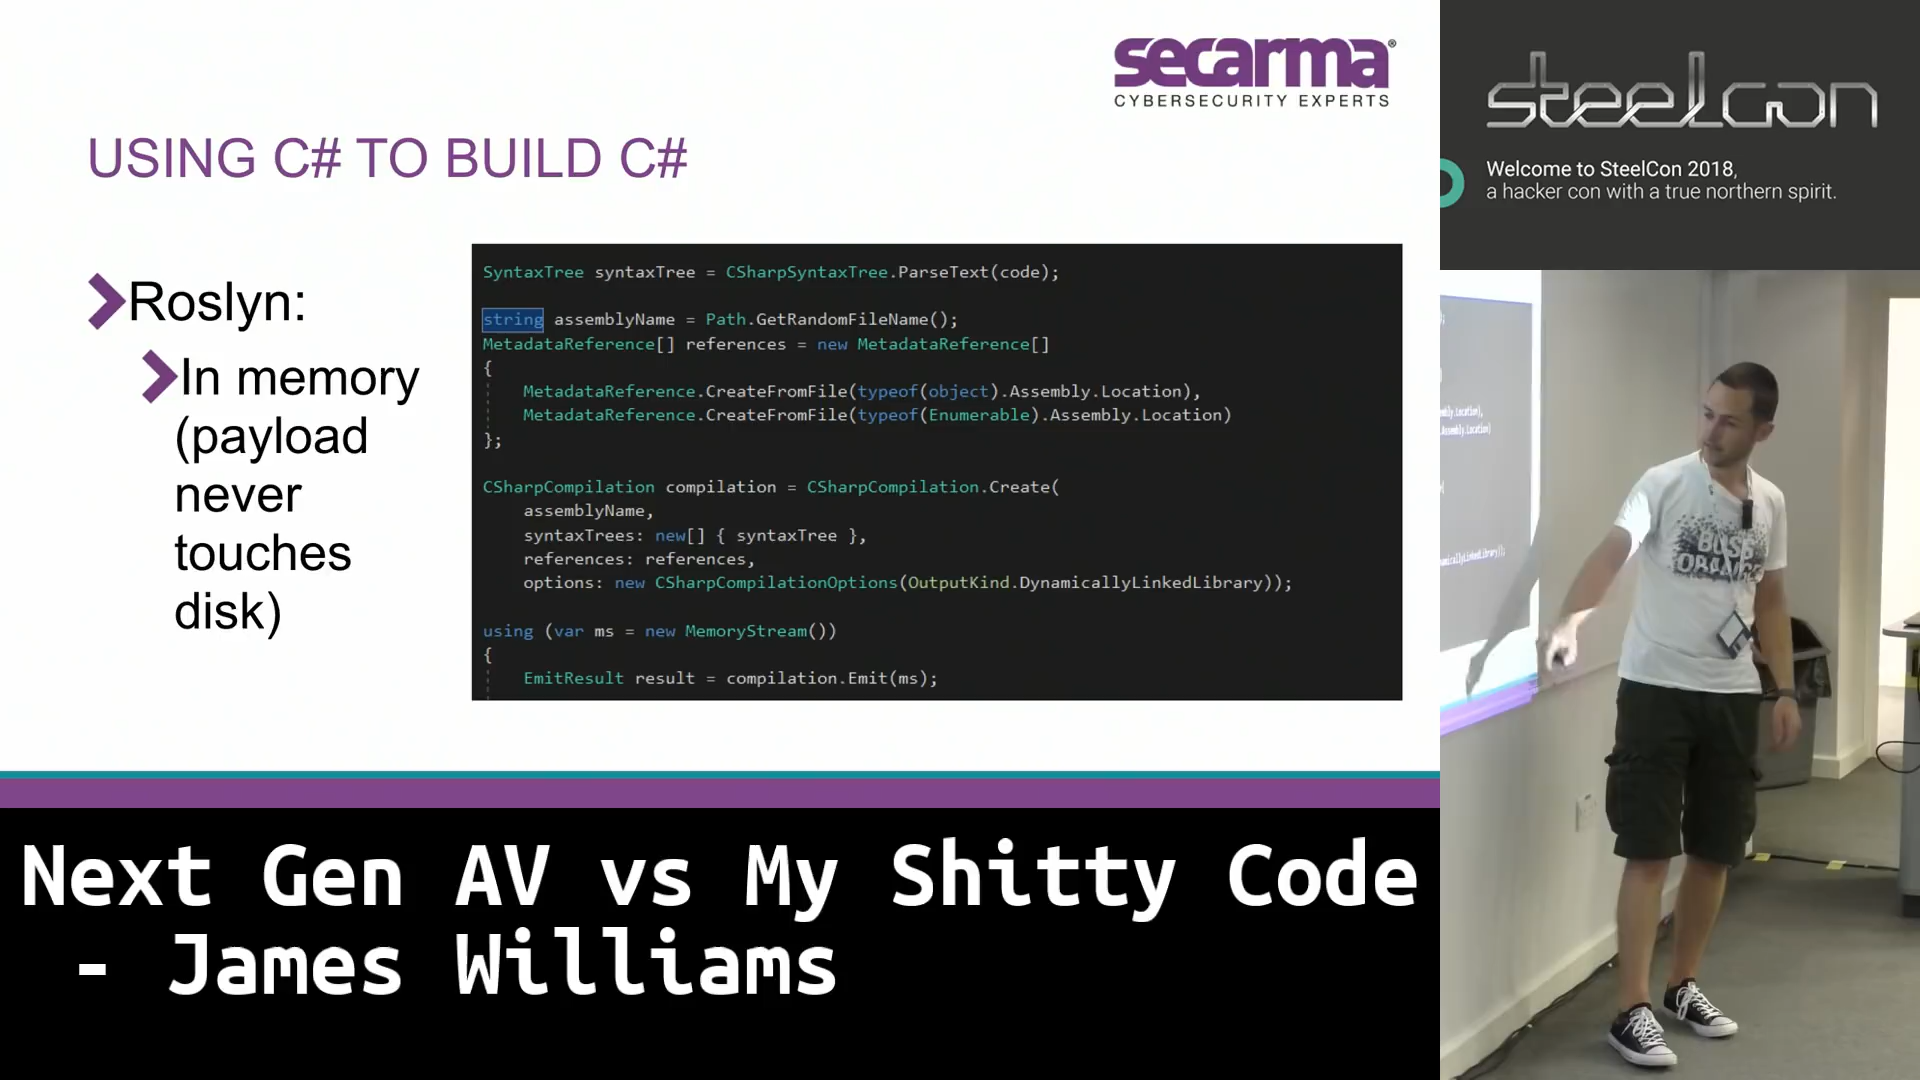 secarma®
CYBERSECURITY EXPERTS
USING C# TO BUILD C#
Roslyn:
In memory
(payload
never
touches
disk)
SyntaxTree syntaxTree = CSharpSyntaxTree.ParseText(code);
string assemblyName = Path.GetRandomFileName();
MetadataReference[] references = new MetadataReference[]
{
MetadataReference.CreateFromFile(typeof(object).Assembly.Location),
MetadataReference.CreateFromFile(typeof(Enumerable).Assembly.Location)
};
CSharpCompilation compilation = CSharpCompilation.Create(
assemblyName,
syntaxTrees: new[] { syntaxTree },
references: references,
options: new CSharpCompilationOptions(OutputKind.DynamicallyLinkedLibrary));
using (var ms = new MemoryStream())
{
EmitResult result = compilation.Emit(ms);
steelcon
Welcome to SteelCon 2018,
a hacker con with a true northern spirit.
Next Gen AV vs My Shitty Code
- James Williams